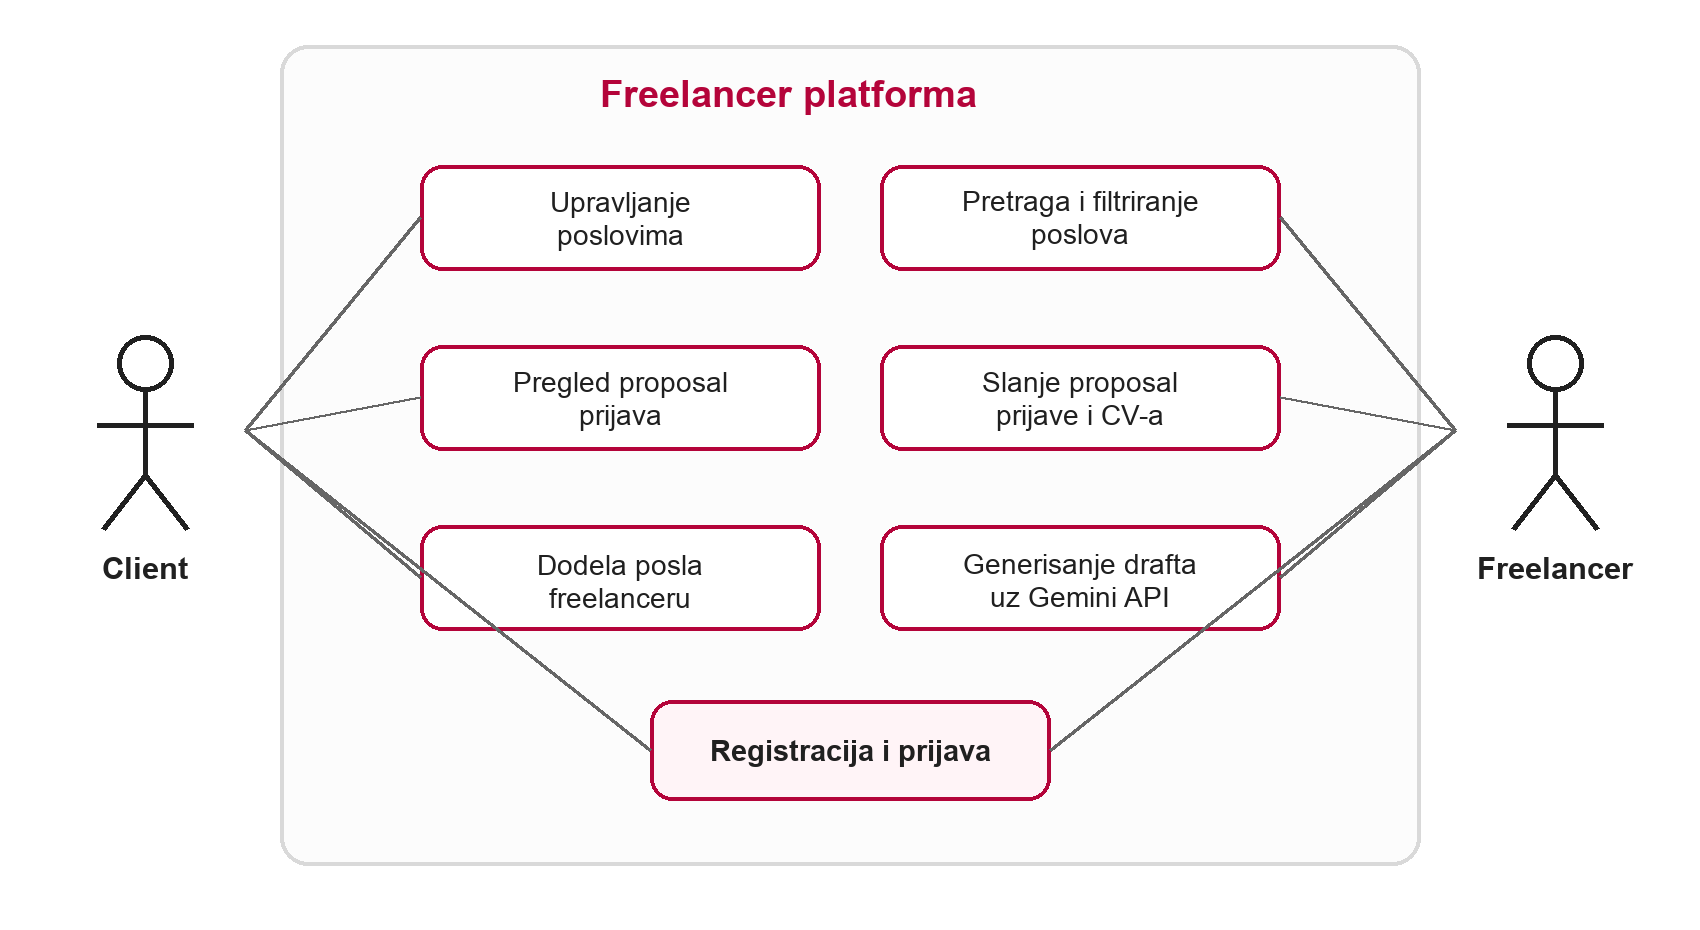 Freelancer platforma
Upravljanje
poslovima
Pretraga i filtriranje
poslova
Pregled proposal
prijava
Slanje proposal
prijave i CV-a
Client
Freelancer
Dodela posla
freelanceru
Generisanje drafta
uz Gemini API
Registracija i prijava